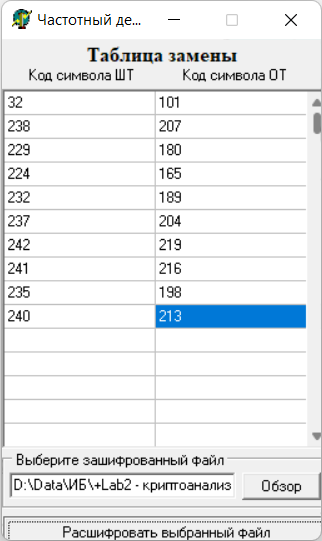 Частотный де...
Таблица замены
Код символа ШТ Код символа ОТ
32 101
238 207
229 180
224 165
232 189
237 204
242 219
241 216
235 198
240 213
Выберите зашифрованный файл
D:\Data\ИБ\+Lab2 - криптоанализ Обзор
Расшифровать выбранный файл